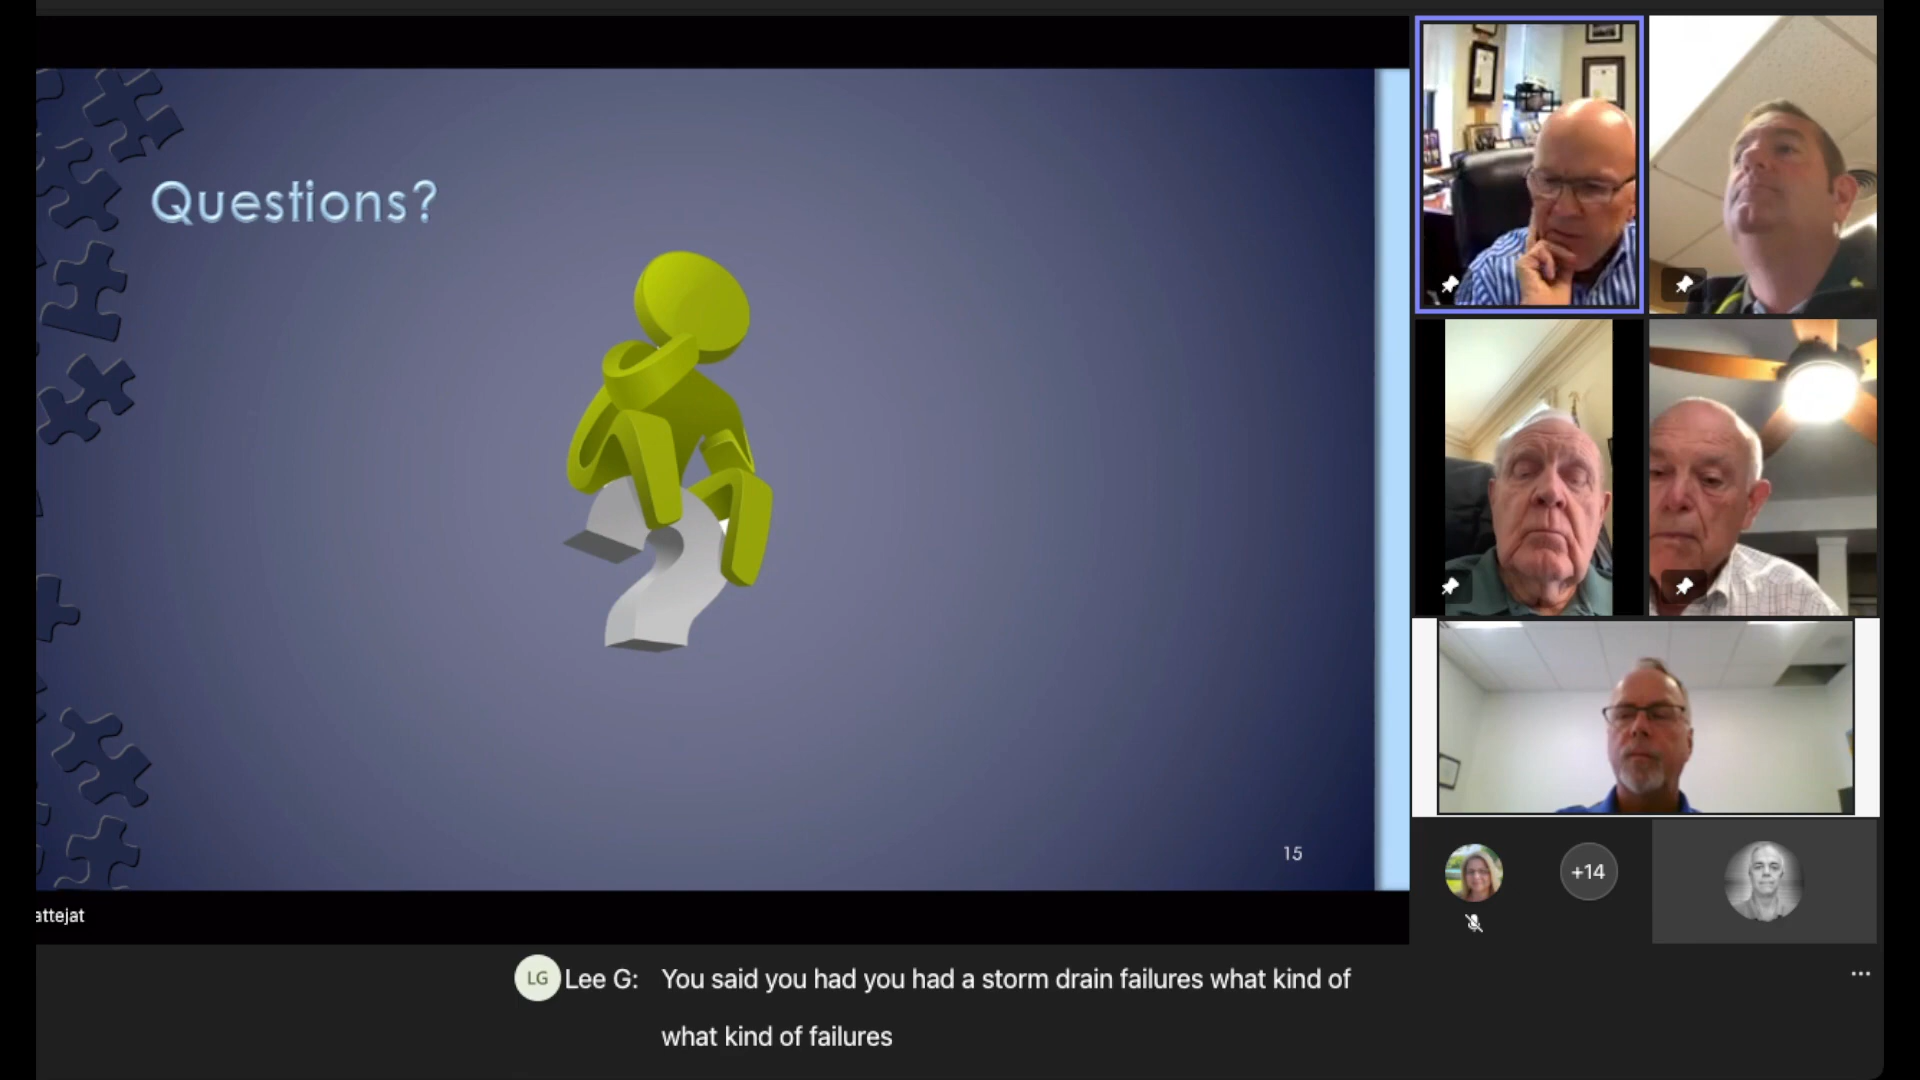 Questions?
15
+14
attejat
LG Lee G: You said you had you had a storm drain failures what kind of
what kind of failures